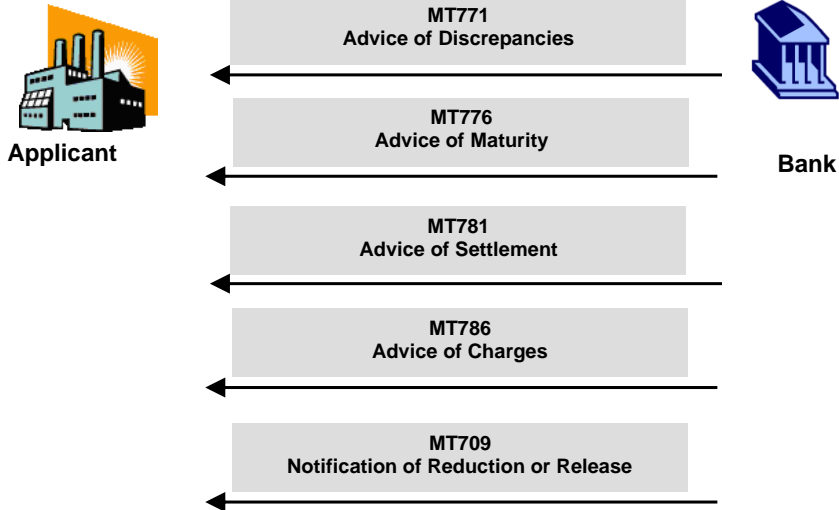 MT771
Advice of Discrepancies
MT776
Advice of Maturity
Applicant
Bank
MT781
Advice of Settlement
MT786
Advice of Charges
MT709
Notification of Reduction or Release